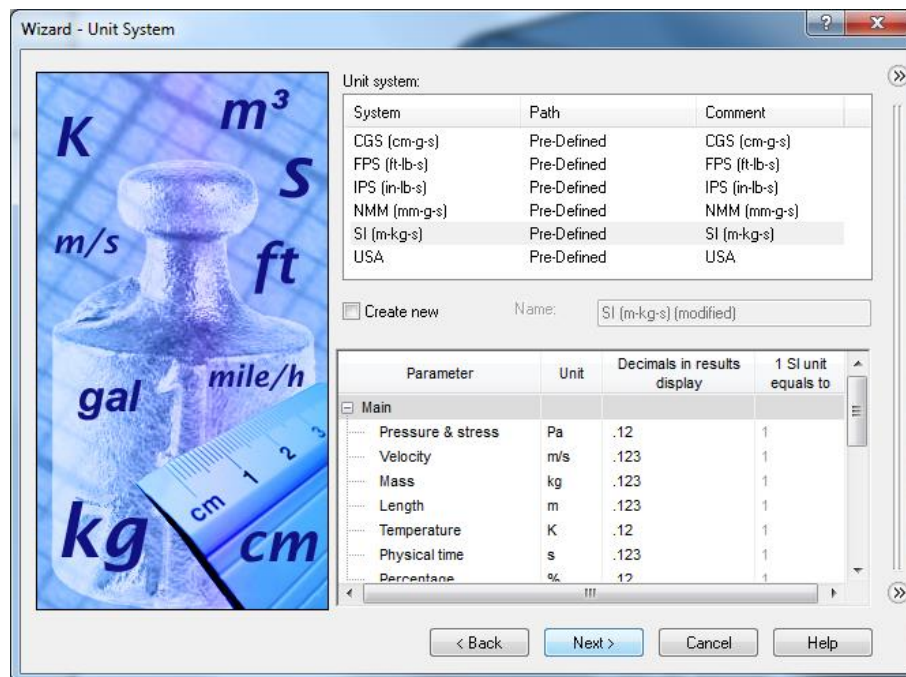 Wizard - Unit System
?
X
K
m³
s
m/s
ft
gal
mile/h
cm 1 2 3
kg
cm
Unit system:
System Path Comment
CGS (cm-g-s) Pre-Defined CGS (cm-g-s)
FPS (ft-lb-s) Pre-Defined FPS (ft-lb-s)
IPS (in-lb-s) Pre-Defined IPS (in-lb-s)
NMM (mm-g-s) Pre-Defined NMM (mm-g-s)
SI (m-kg-s) Pre-Defined SI (m-kg-s)
USA Pre-Defined USA
Create new Name: SI (m-kg-s) (modified)
Parameter Unit Decimals in results display 1 SI unit equals to
Main
Pressure & stress Pa .12 1
Velocity m/s .123 1
Mass kg .123 1
Length m .123 1
Temperature K .12 1
Physical time s .123 1
Percentage % .12 1
< Back Next > Cancel Help